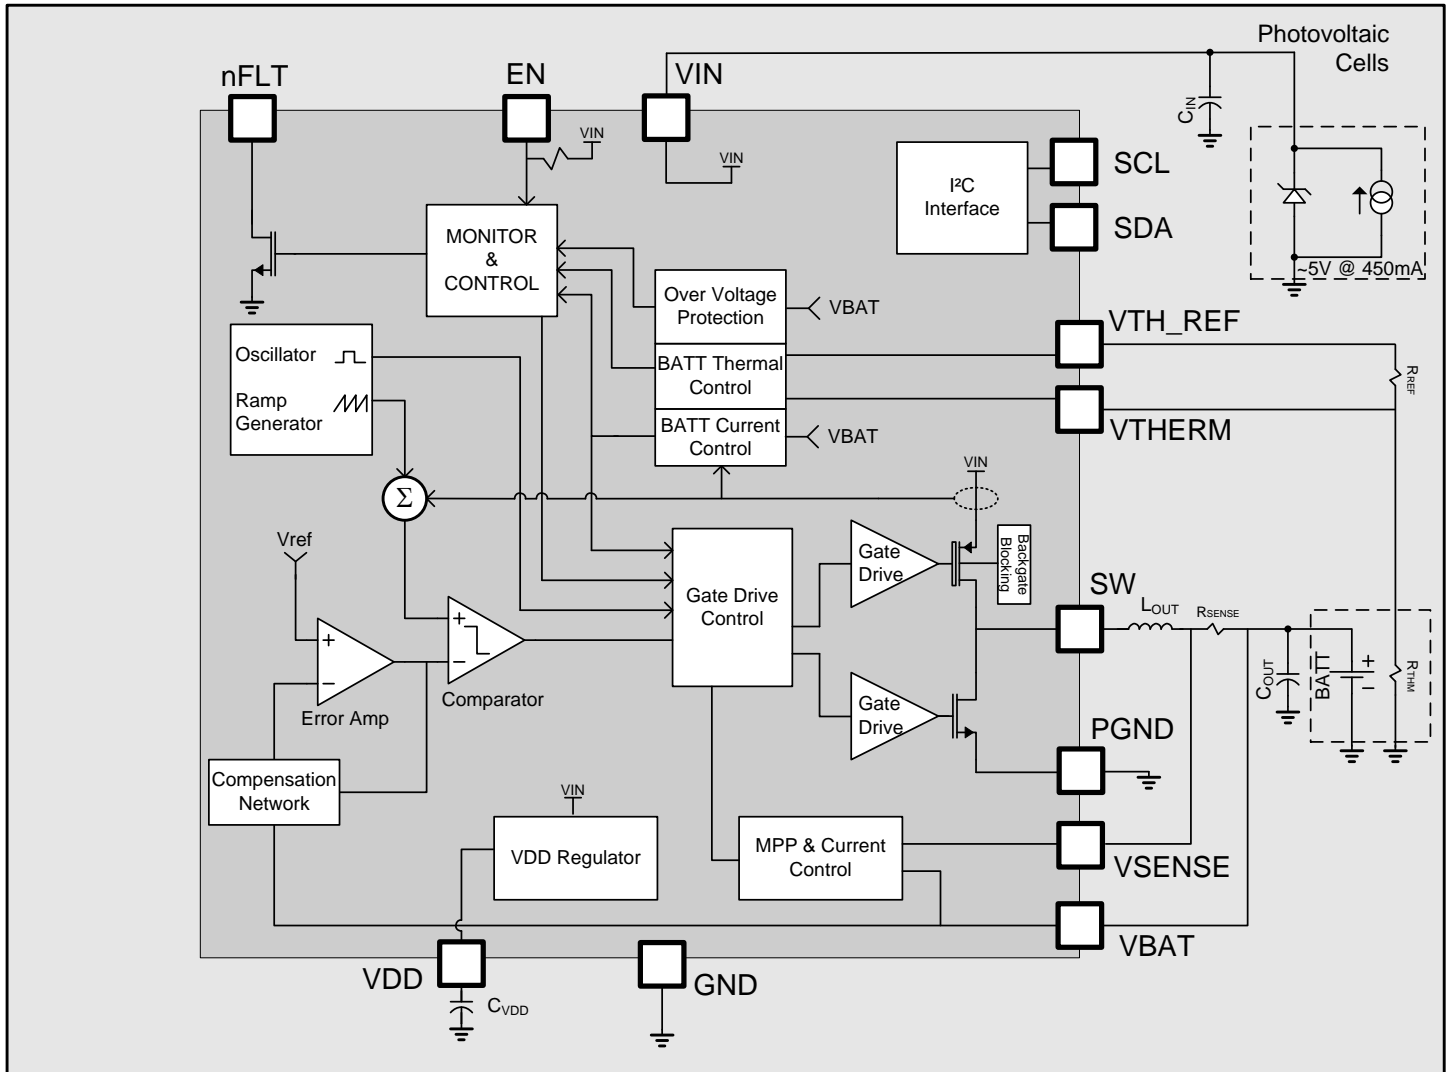 Photovoltaic
Cells
nFLT
EN
VIN
CIN
VIN
VIN
SCL
I²C
Interface
SDA
MONITOR
&
CONTROL
~5V @ 450mA
Over Voltage
Protection
VBAT
VTH_REF
Oscillator
BATT Thermal
Control
RREF
Ramp
Generator
VTHERM
BATT Current
Control
VBAT
VIN
Σ
Vref
Gate
Drive
Backgate
Blocking
SW
LOUT
RSENSE
Gate Drive
Control
+
−
+
−
Comparator
Error Amp
Gate
Drive
COUT
BATT
+
−
RTHM
PGND
Compensation
Network
VIN
VDD Regulator
MPP & Current
Control
VSENSE
VBAT
VDD
GND
CVDD